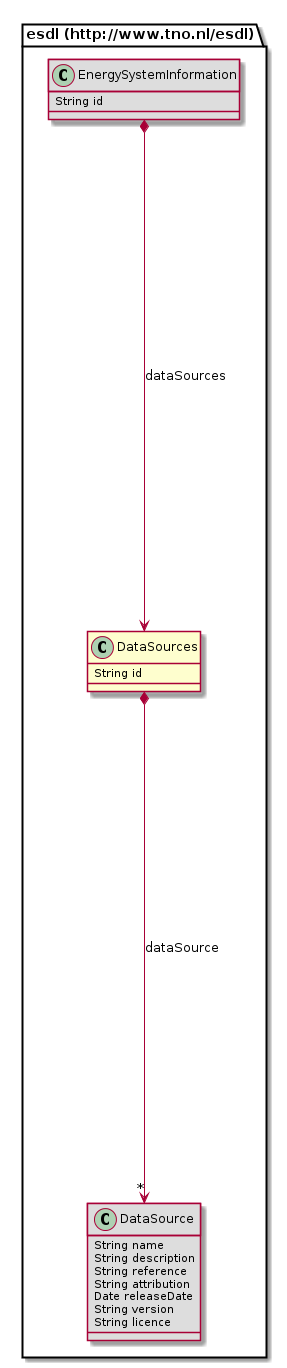 esdl (http://www.tno.nl/esdl)
C EnergySystemInformation
String id
dataSources
C DataSources
String id
dataSource
*
C DataSource
String name
String description
String reference
String attribution
Date releaseDate
String version
String licence